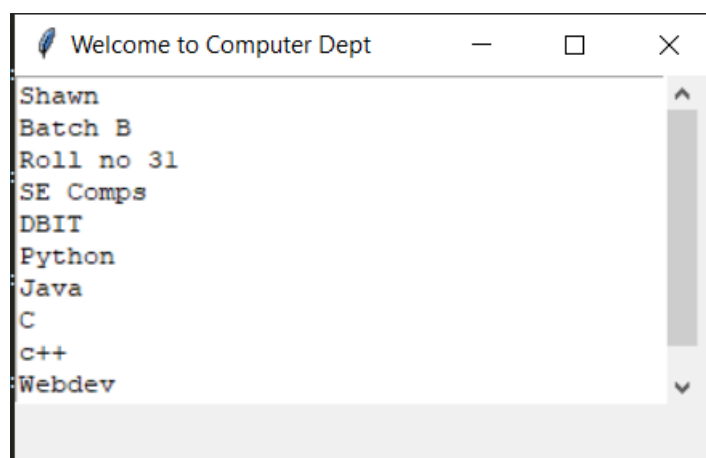 Welcome to Computer Dept
Shawn
Batch B
Roll no 31
SE Comps
DBIT
Python
Java
C
c++
Webdev